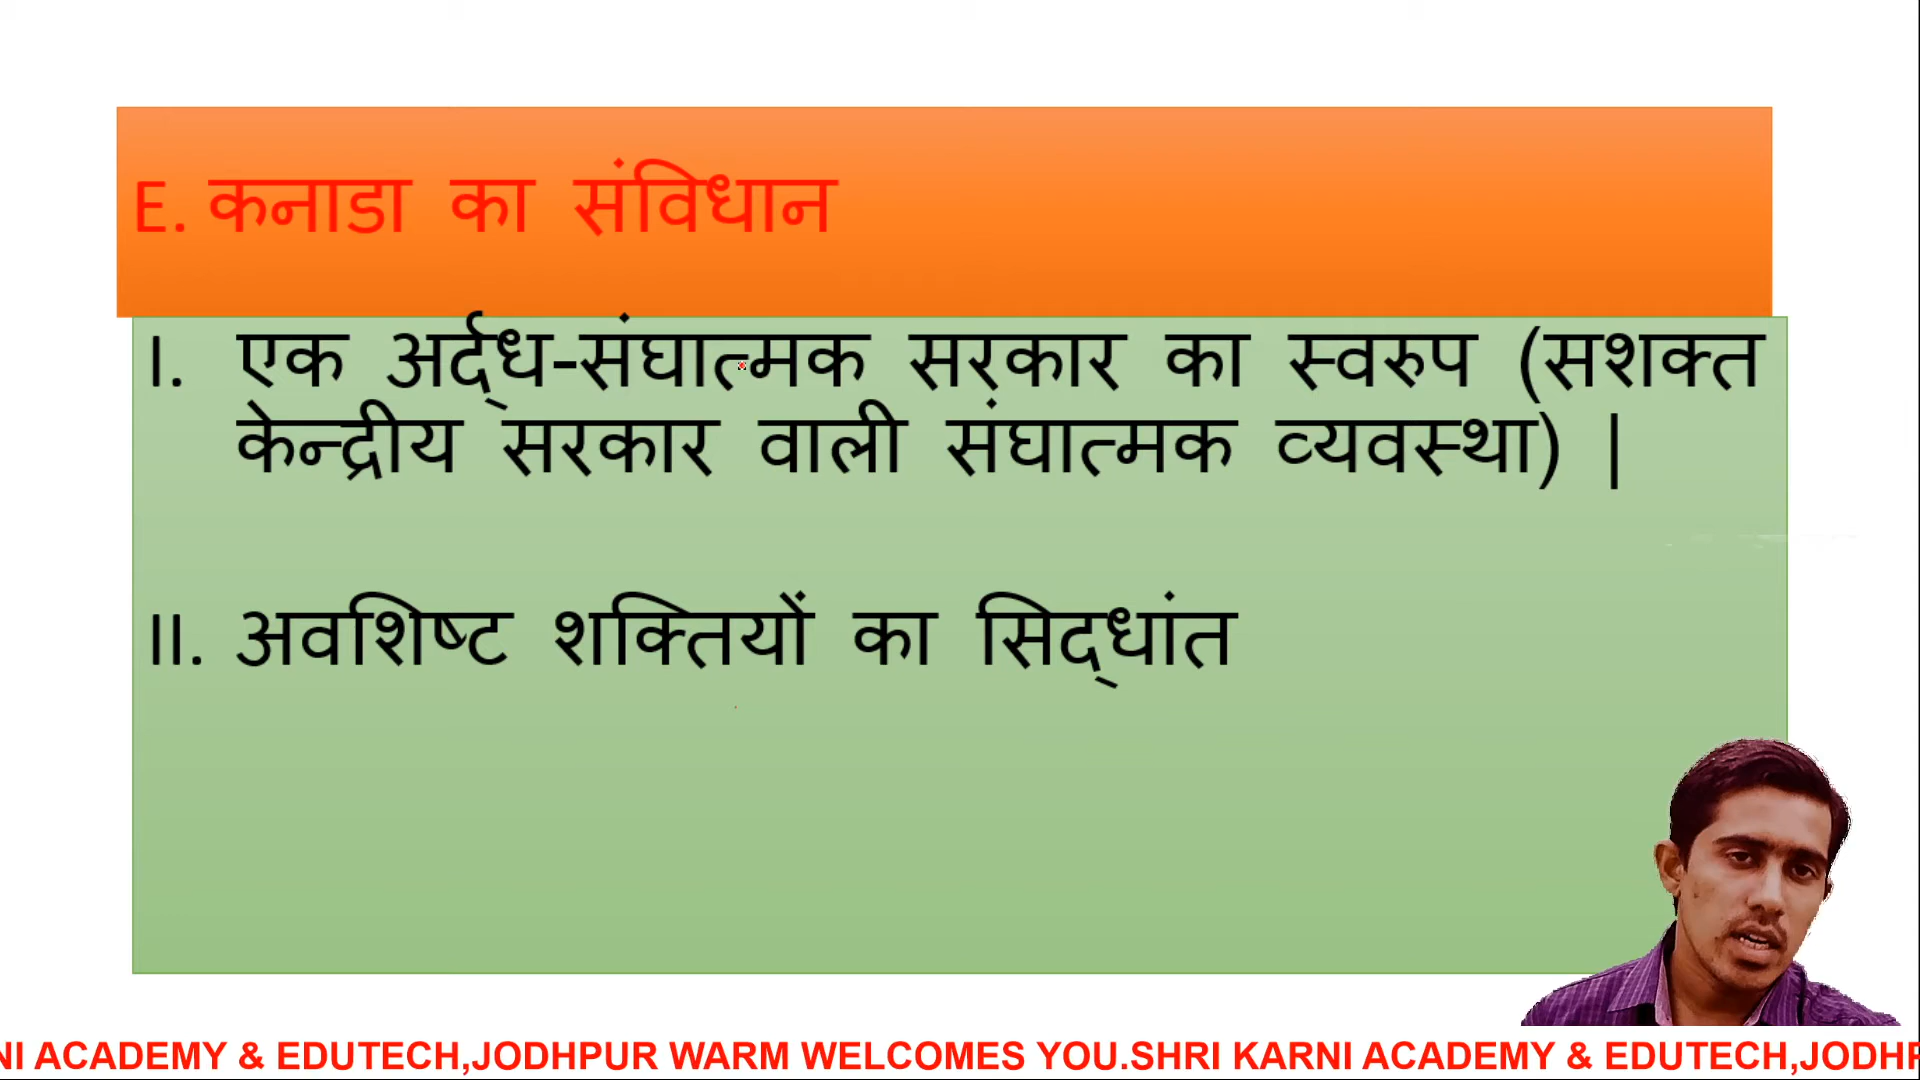 E. कनाडा का संविधान
I. एक अर्द्ध-संघात्मक सरकार का स्वरुप (सशक्त
केन्द्रीय सरकार वाली संघात्मक व्यवस्था) |
II. अवशिष्ट शक्तियों का सिद्धांत
NI ACADEMY & EDUTECH,JODHPUR WARM WELCOMES YOU.SHRI KARNI ACADEMY & EDUTECH,JODHP